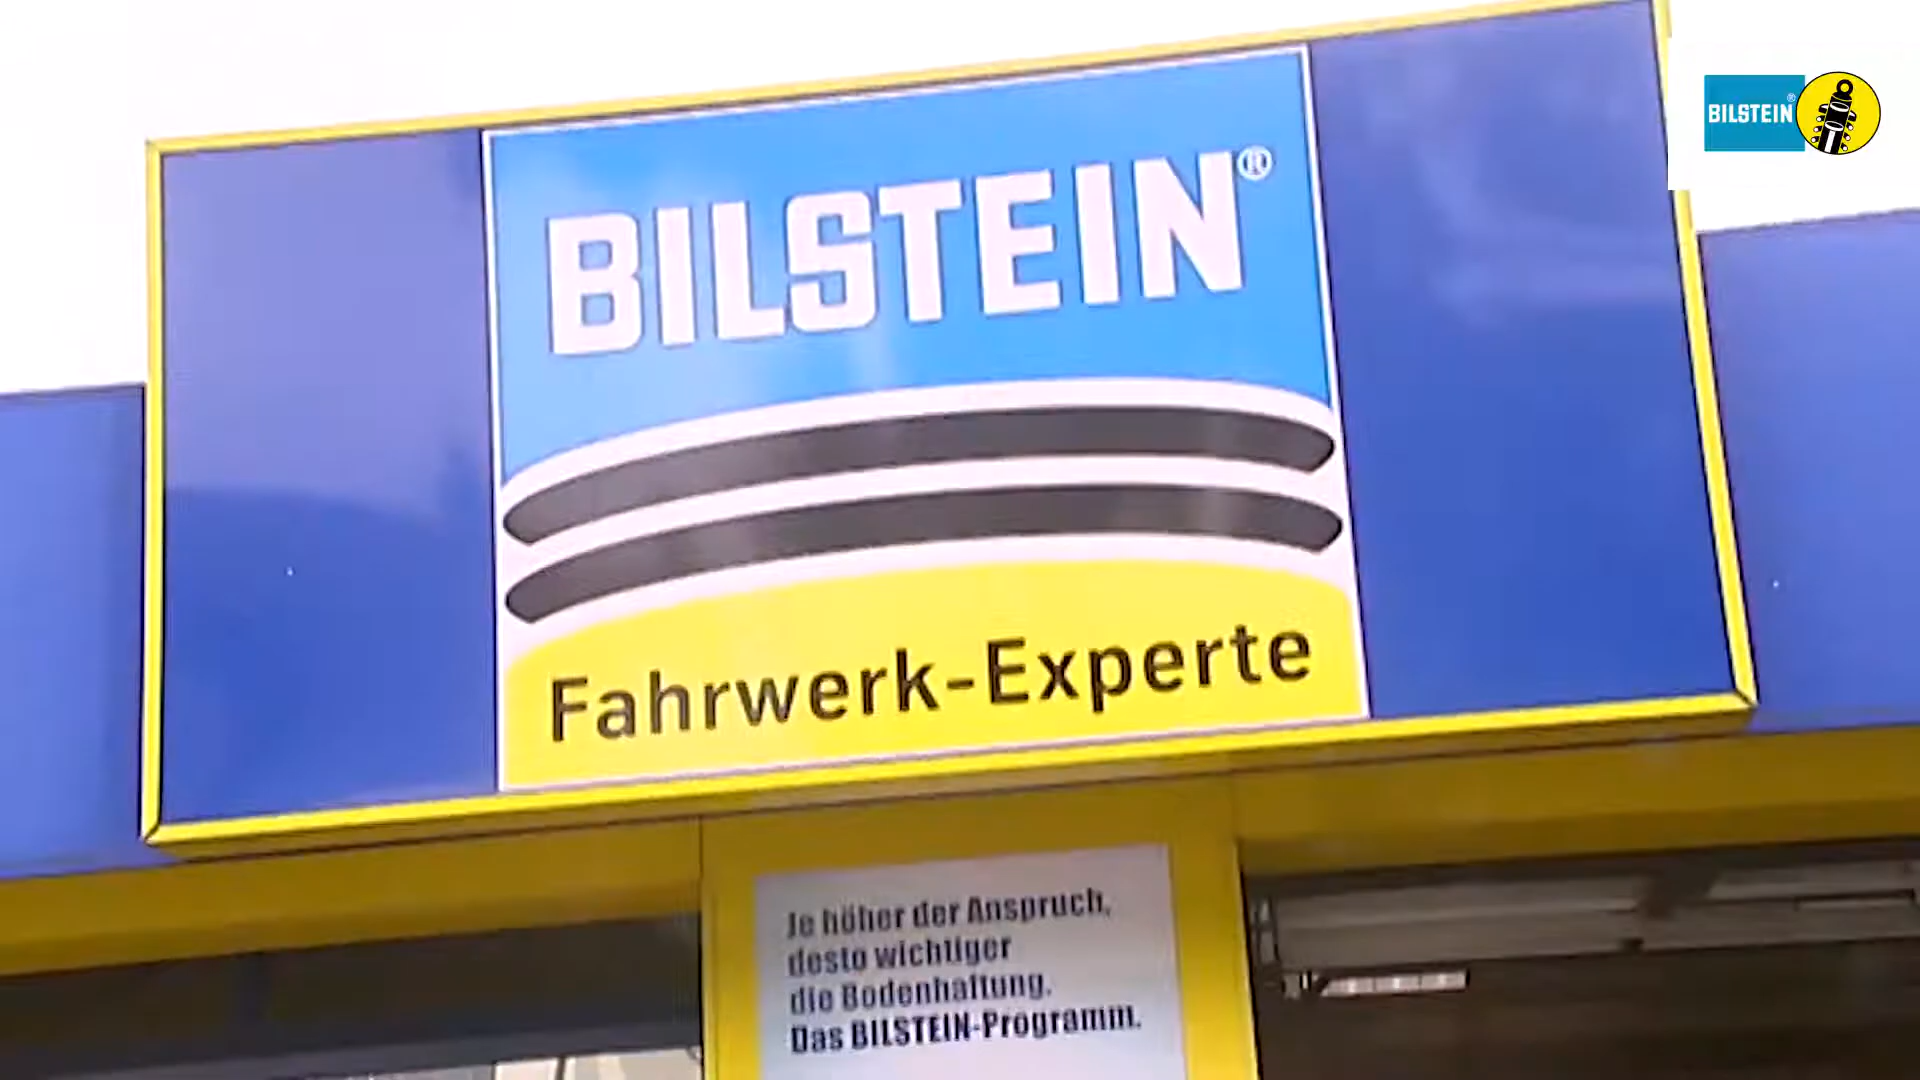 BILSTEIN®
BILSTEIN®
Fahrwerk-Experte
Je höher der Anspruch,
desto wichtiger
die Bodenhaftung.
Das BILSTEIN-Programm.